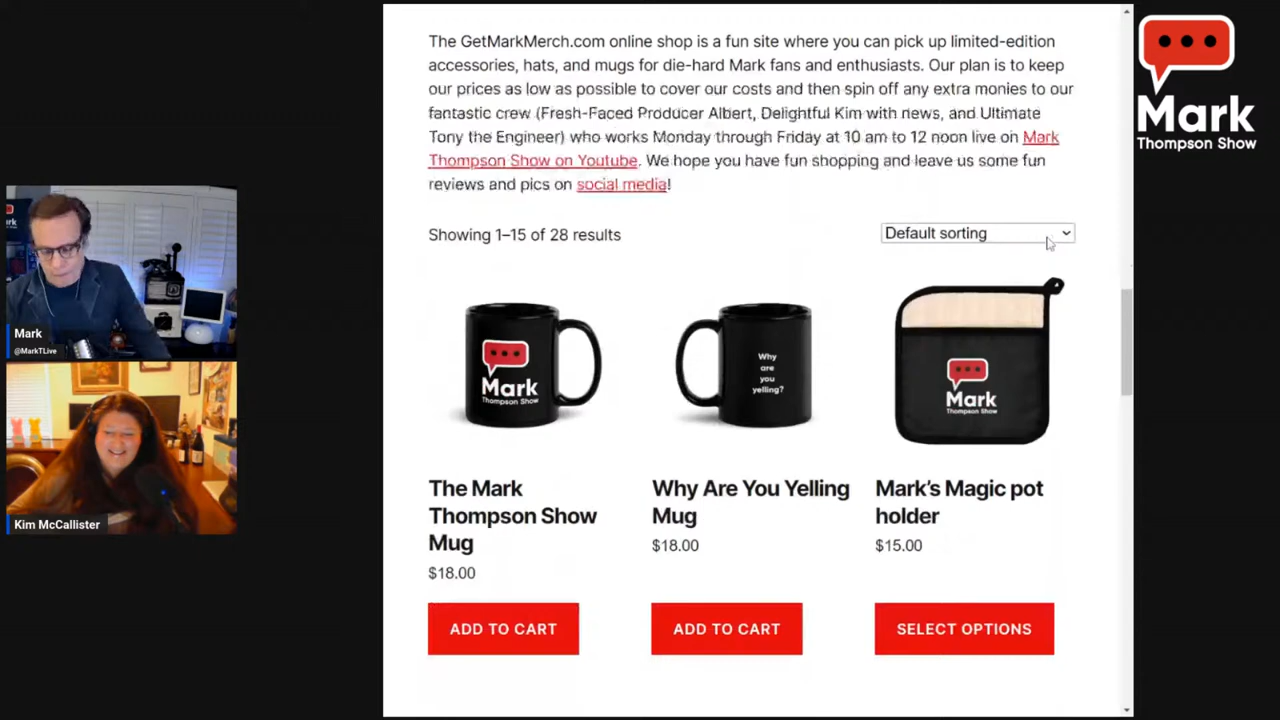 The GetMarkMerch.com online shop is a fun site where you can pick up limited-edition
accessories, hats, and mugs for die-hard Mark fans and enthusiasts. Our plan is to keep
our prices as low as possible to cover our costs and then spin off any extra monies to our
fantastic crew (Fresh-Faced Producer Albert, Delightful Kim with news, and Ultimate
Tony the Engineer) who works Monday through Friday at 10 am to 12 noon live on Mark
Thompson Show on Youtube. We hope you have fun shopping and leave us some fun
reviews and pics on social media!
Showing 1–15 of 28 results
Default sorting
Mark
Thompson Show
Why
are
you
yelling?
Mark
Thompson Show
The Mark
Thompson Show
Mug
$18.00
ADD TO CART
Why Are You Yelling
Mug
$18.00
ADD TO CART
Mark's Magic pot
holder
$15.00
SELECT OPTIONS
Mark
@MarkTLive
Kim McCallister
Mark
Thompson Show